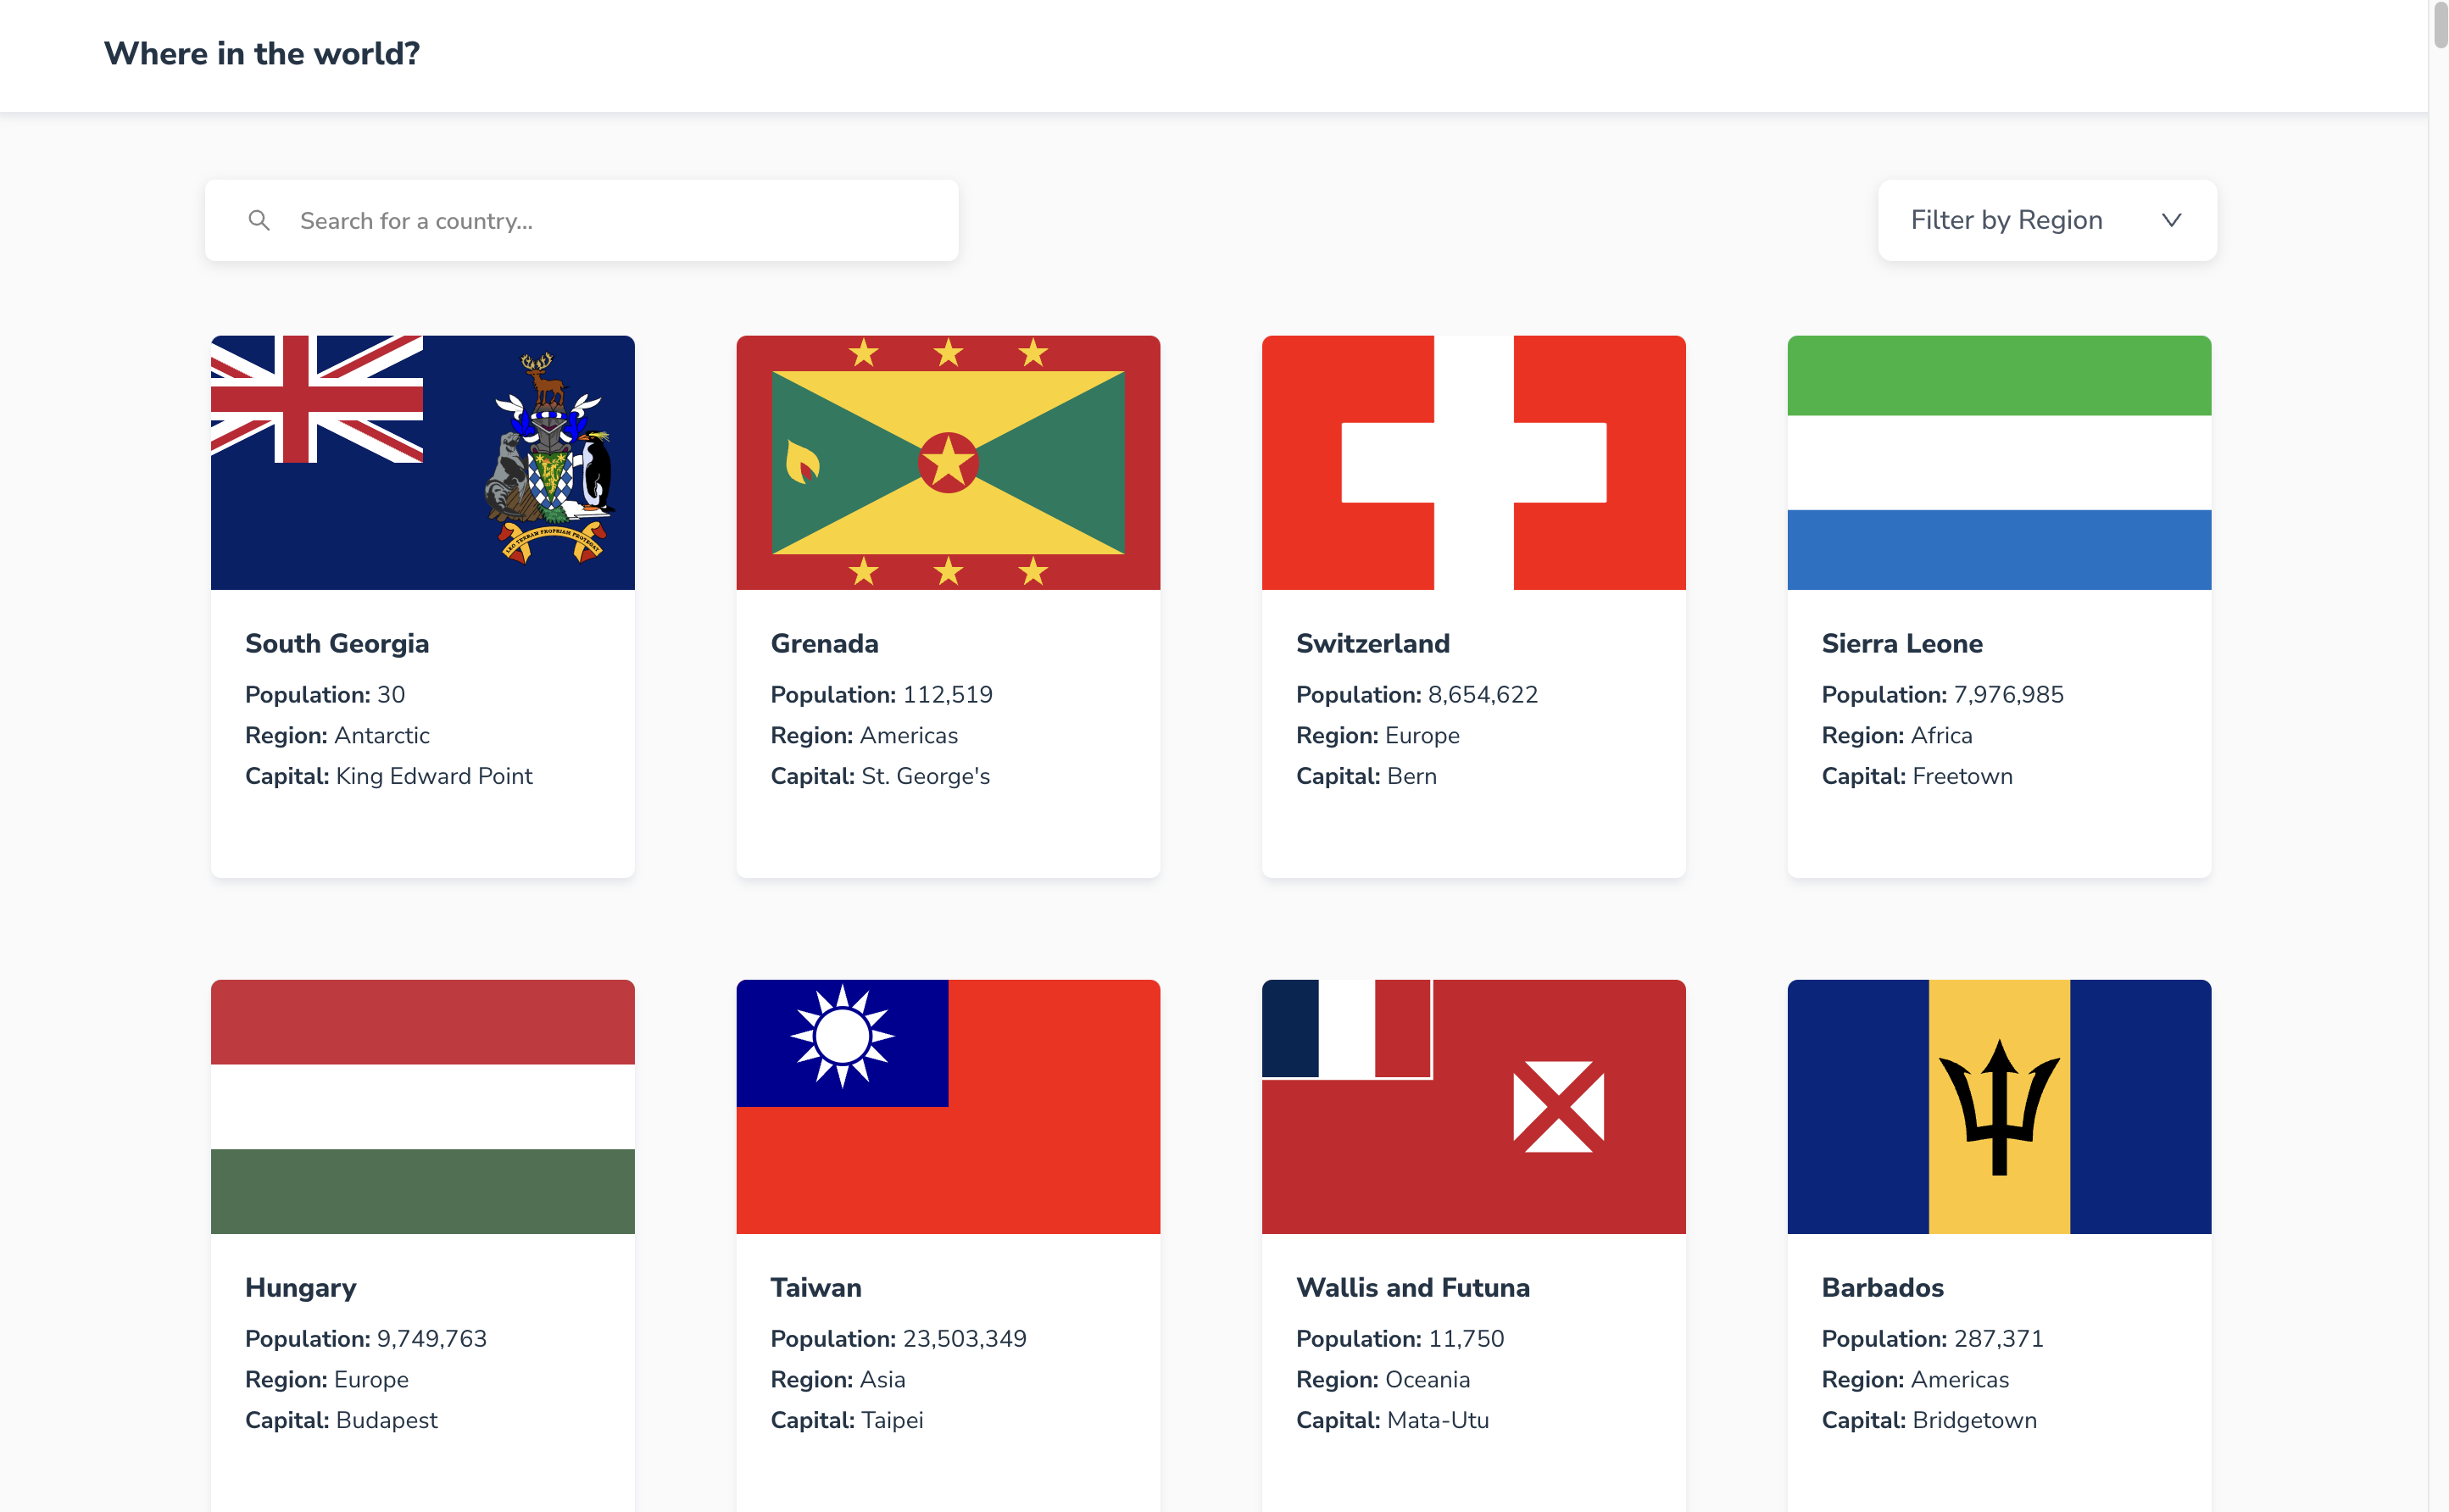 Where in the world?
Search for a country...
Filter by Region
South Georgia
Population: 30
Region: Antarctic
Capital: King Edward Point
Grenada
Population: 112,519
Region: Americas
Capital: St. George's
Switzerland
Population: 8,654,622
Region: Europe
Capital: Bern
Sierra Leone
Population: 7,976,985
Region: Africa
Capital: Freetown
Hungary
Population: 9,749,763
Region: Europe
Capital: Budapest
Taiwan
Population: 23,503,349
Region: Asia
Capital: Taipei
Wallis and Futuna
Population: 11,750
Region: Oceania
Capital: Mata-Utu
Barbados
Population: 287,371
Region: Americas
Capital: Bridgetown